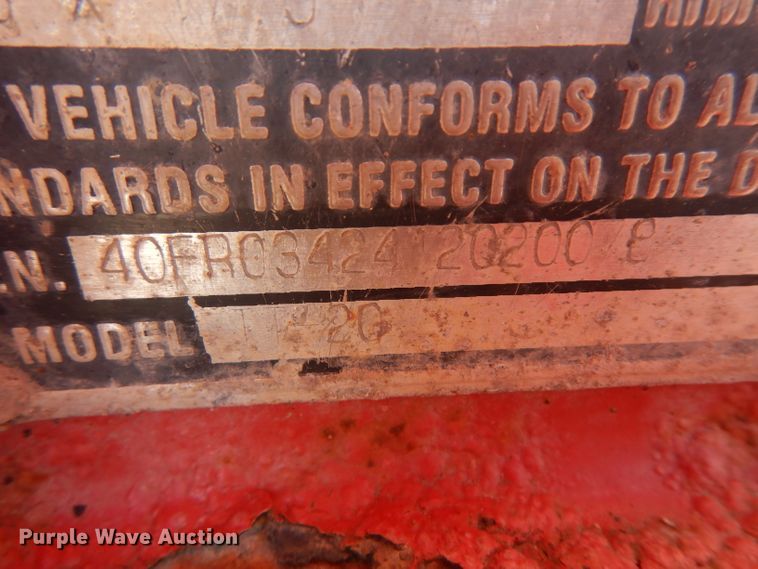 VEHICLE CONFORMS TO AL
NDARDS IN EFFECT ON THE D
.N. 40FR03424
MODEL
Purple Wave Auction